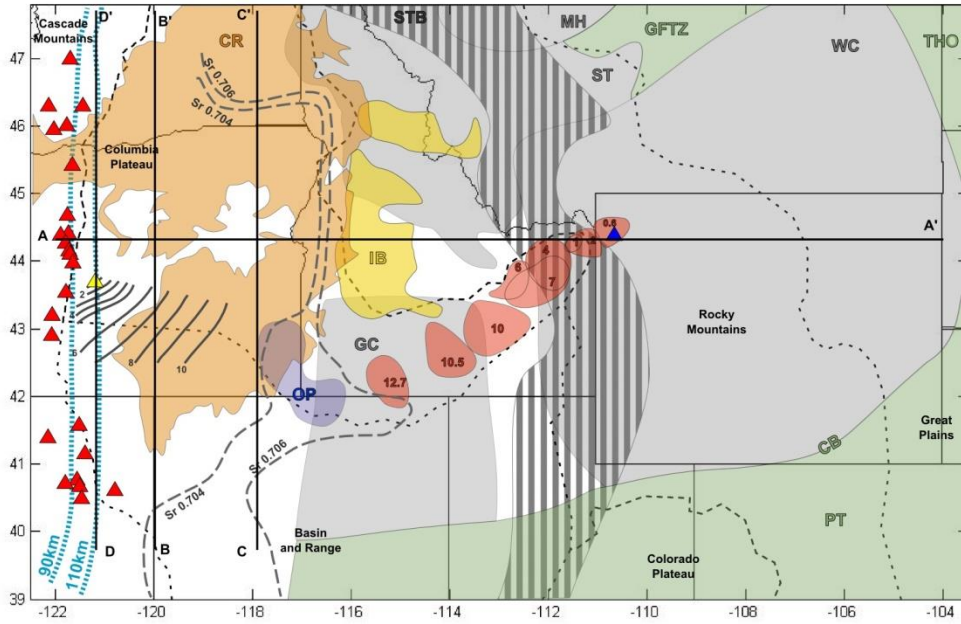 Cascade
Mountains
D'
B'
C'
STB
MH
GFTZ
WC
THO
CR
ST
47
46
45
44
43
42
41
40
39
Sr 0.706
Sr 0.704
Columbia
Plateau
A
A'
0.6
2
4
6
7
IB
2
6
8
10
GC
10
10.5
12.7
OP
Rocky
Mountains
Great
Plains
CB
Sr 0.706
Sr 0.704
PT
Basin
and Range
Colorado
Plateau
90km
110km
D
B
C
-122
-120
-118
-116
-114
-112
-110
-108
-106
-104